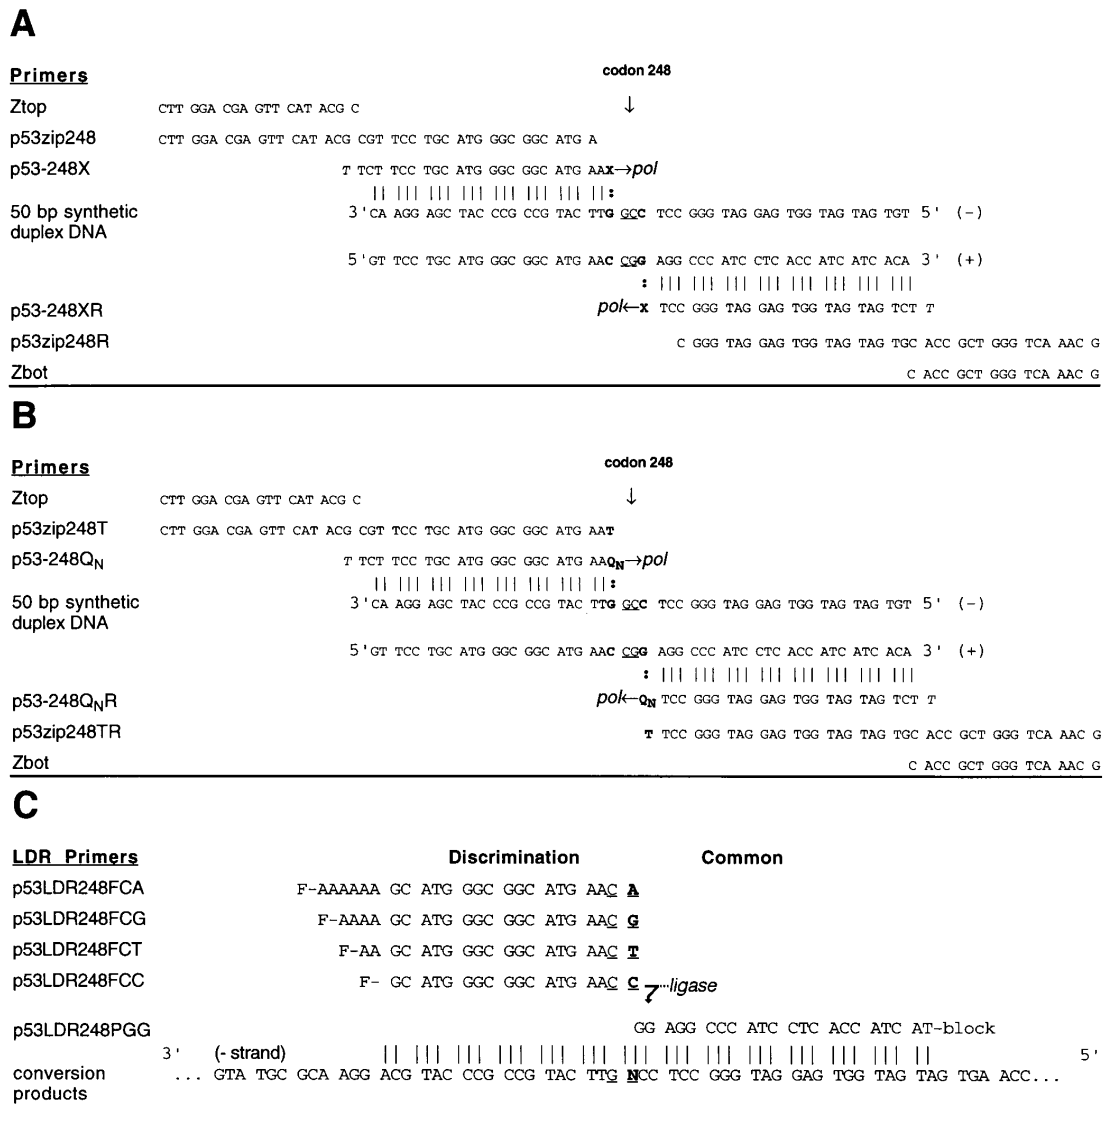 A
Primers
codon 248
Ztop CTT GGA CGA GTT CAT ACG C ↓
p53zip248 CTT GGA CGA GTT CAT ACG CGT TCC TGC ATG GGC GGC ATG A
p53-248X T TCT TCC TGC ATG GGC GGC ATG AAX→pol
50 bp synthetic 3'CA AGG AGC TAC CCG CCG TAC TTG GCC TCC GGG TAG GAG TGG TAG TAG TGT 5' (-)
duplex DNA
5'GT TCC TGC ATG GGC GGC ATG AAC CGG AGG CCC ATC CTC ACC ATC ATC ACA 3' (+)
p53-248XR pol←X TCC GGG TAG GAG TGG TAG TAG TCT T
p53zip248R C GGG TAG GAG TGG TAG TAG TGC ACC GCT GGG TCA AAC G
Zbot C ACC GCT GGG TCA AAC G
B
Primers
codon 248
Ztop CTT GGA CGA GTT CAT ACG C ↓
p53zip248T CTT GGA CGA GTT CAT ACG CGT TCC TGC ATG GGC GGC ATG AAT
p53-248QN T TCT TCC TGC ATG GGC GGC ATG AAQN→pol
50 bp synthetic 3'CA AGG AGC TAC CCG CCG TAC TTG GCC TCC GGG TAG GAG TGG TAG TAG TGT 5' (-)
duplex DNA
5'GT TCC TGC ATG GGC GGC ATG AAC CGG AGG CCC ATC CTC ACC ATC ATC ACA 3' (+)
p53-248QNR pol←QN TCC GGG TAG GAG TGG TAG TAG TCT T
p53zip248TR T TCC GGG TAG GAG TGG TAG TAG TGC ACC GCT GGG TCA AAC G
Zbot C ACC GCT GGG TCA AAC G
C
LDR Primers Discrimination Common
p53LDR248FCA F-AAAAAA GC ATG GGC GGC ATG AAC A
p53LDR248FCG F-AAAA GC ATG GGC GGC ATG AAC G
p53LDR248FCT F-AA GC ATG GGC GGC ATG AAC T
p53LDR248FCC F- GC ATG GGC GGC ATG AAC C ligase
p53LDR248PGG GG AGG CCC ATC CTC ACC ATC AT-block
3' (- strand) 5'
conversion ... GTA TGC GCA AGG ACG TAC CCG CCG TAC TTG NCC TCC GGG TAG GAG TGG TAG TAG TGA ACC...
products